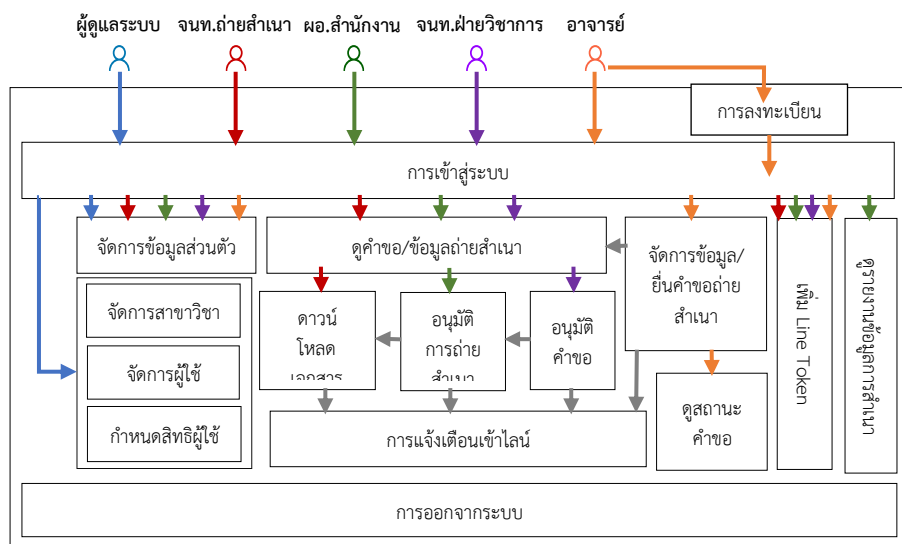 ผู้ดูแลระบบ จนท.ถ่ายสำเนา ผอ.สำนักงาน จนท.ฝ่ายวิชาการ อาจารย์
การลงทะเบียน
การเข้าสู่ระบบ
จัดการข้อมูลส่วนตัว
ดูคำขอ/ข้อมูลถ่ายสำเนา
จัดการข้อมูล/
ยื่นคำขอถ่าย
สำเนา
เพิ่ม Line Token
ดูรายงานข้อมูลการสำเนา
จัดการสาขาวิชา
จัดการผู้ใช้
กำหนดสิทธิผู้ใช้
ดาวน์
โหลด
เอกสาร
อนุมัติ
การถ่าย
สำเนา
อนุมัติ
คำขอ
ดูสถานะ
คำขอ
การแจ้งเตือนเข้าไลน์
การออกจากระบบ